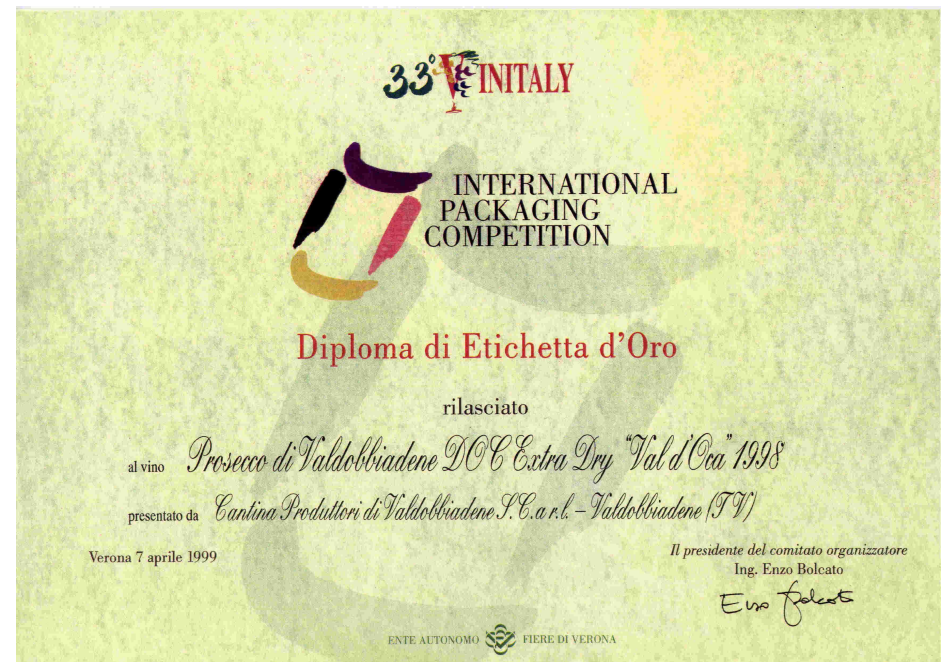 33° VINITALY
INTERNATIONAL
PACKAGING
COMPETITION
Diploma di Etichetta d'Oro
rilasciato
al vino Prosecco di Valdobbiadene DOC Extra Dry "Val d'Oca" 1998
presentato da Cantina Produttori di Valdobbiadene S.C.a r.l. – Valdobbiadene (TV)
Verona 7 aprile 1999
Il presidente del comitato organizzatore
Ing. Enzo Bolcato
Enzo Bolcato
ENTE AUTONOMO FIERE DI VERONA